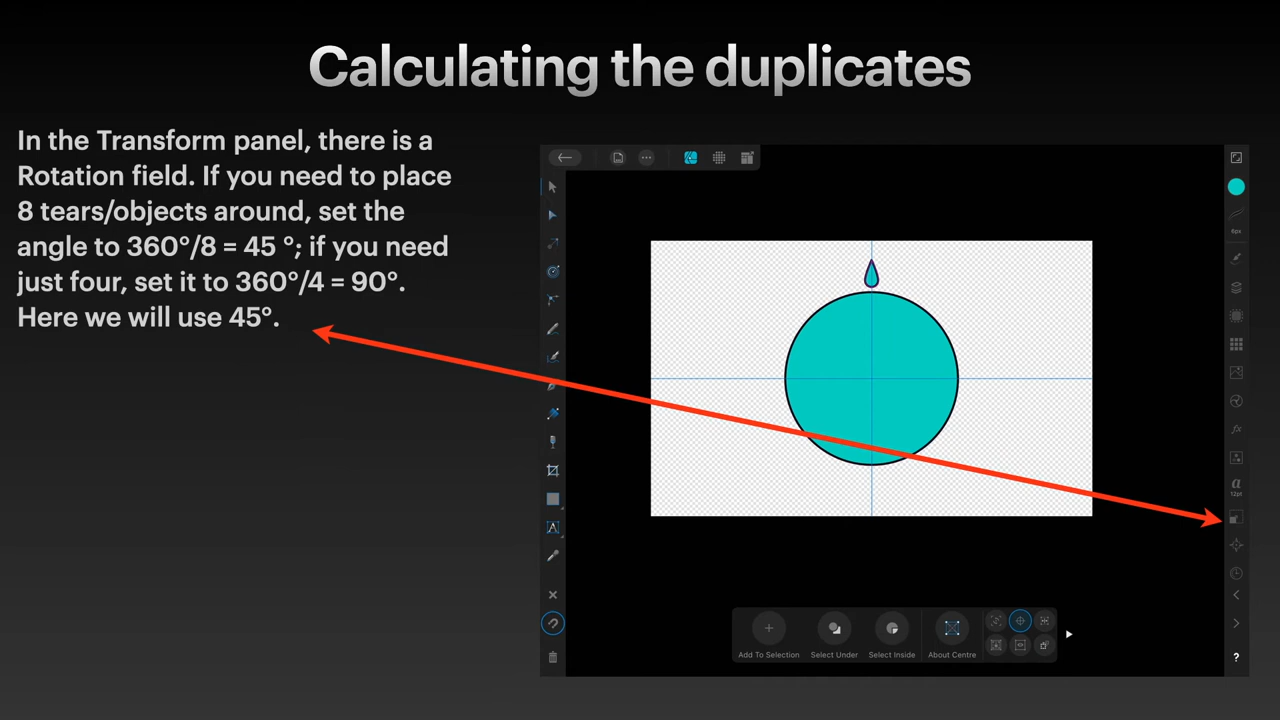 Calculating the duplicates
In the Transform panel, there is a
Rotation field. If you need to place
8 tears/objects around, set the
angle to 360°/8 = 45 °; if you need
just four, set it to 360°/4 = 90°.
Here we will use 45°.
6px
fx
a
12pt
A
Add To Selection
Select Under
Select Inside
About Centre
?